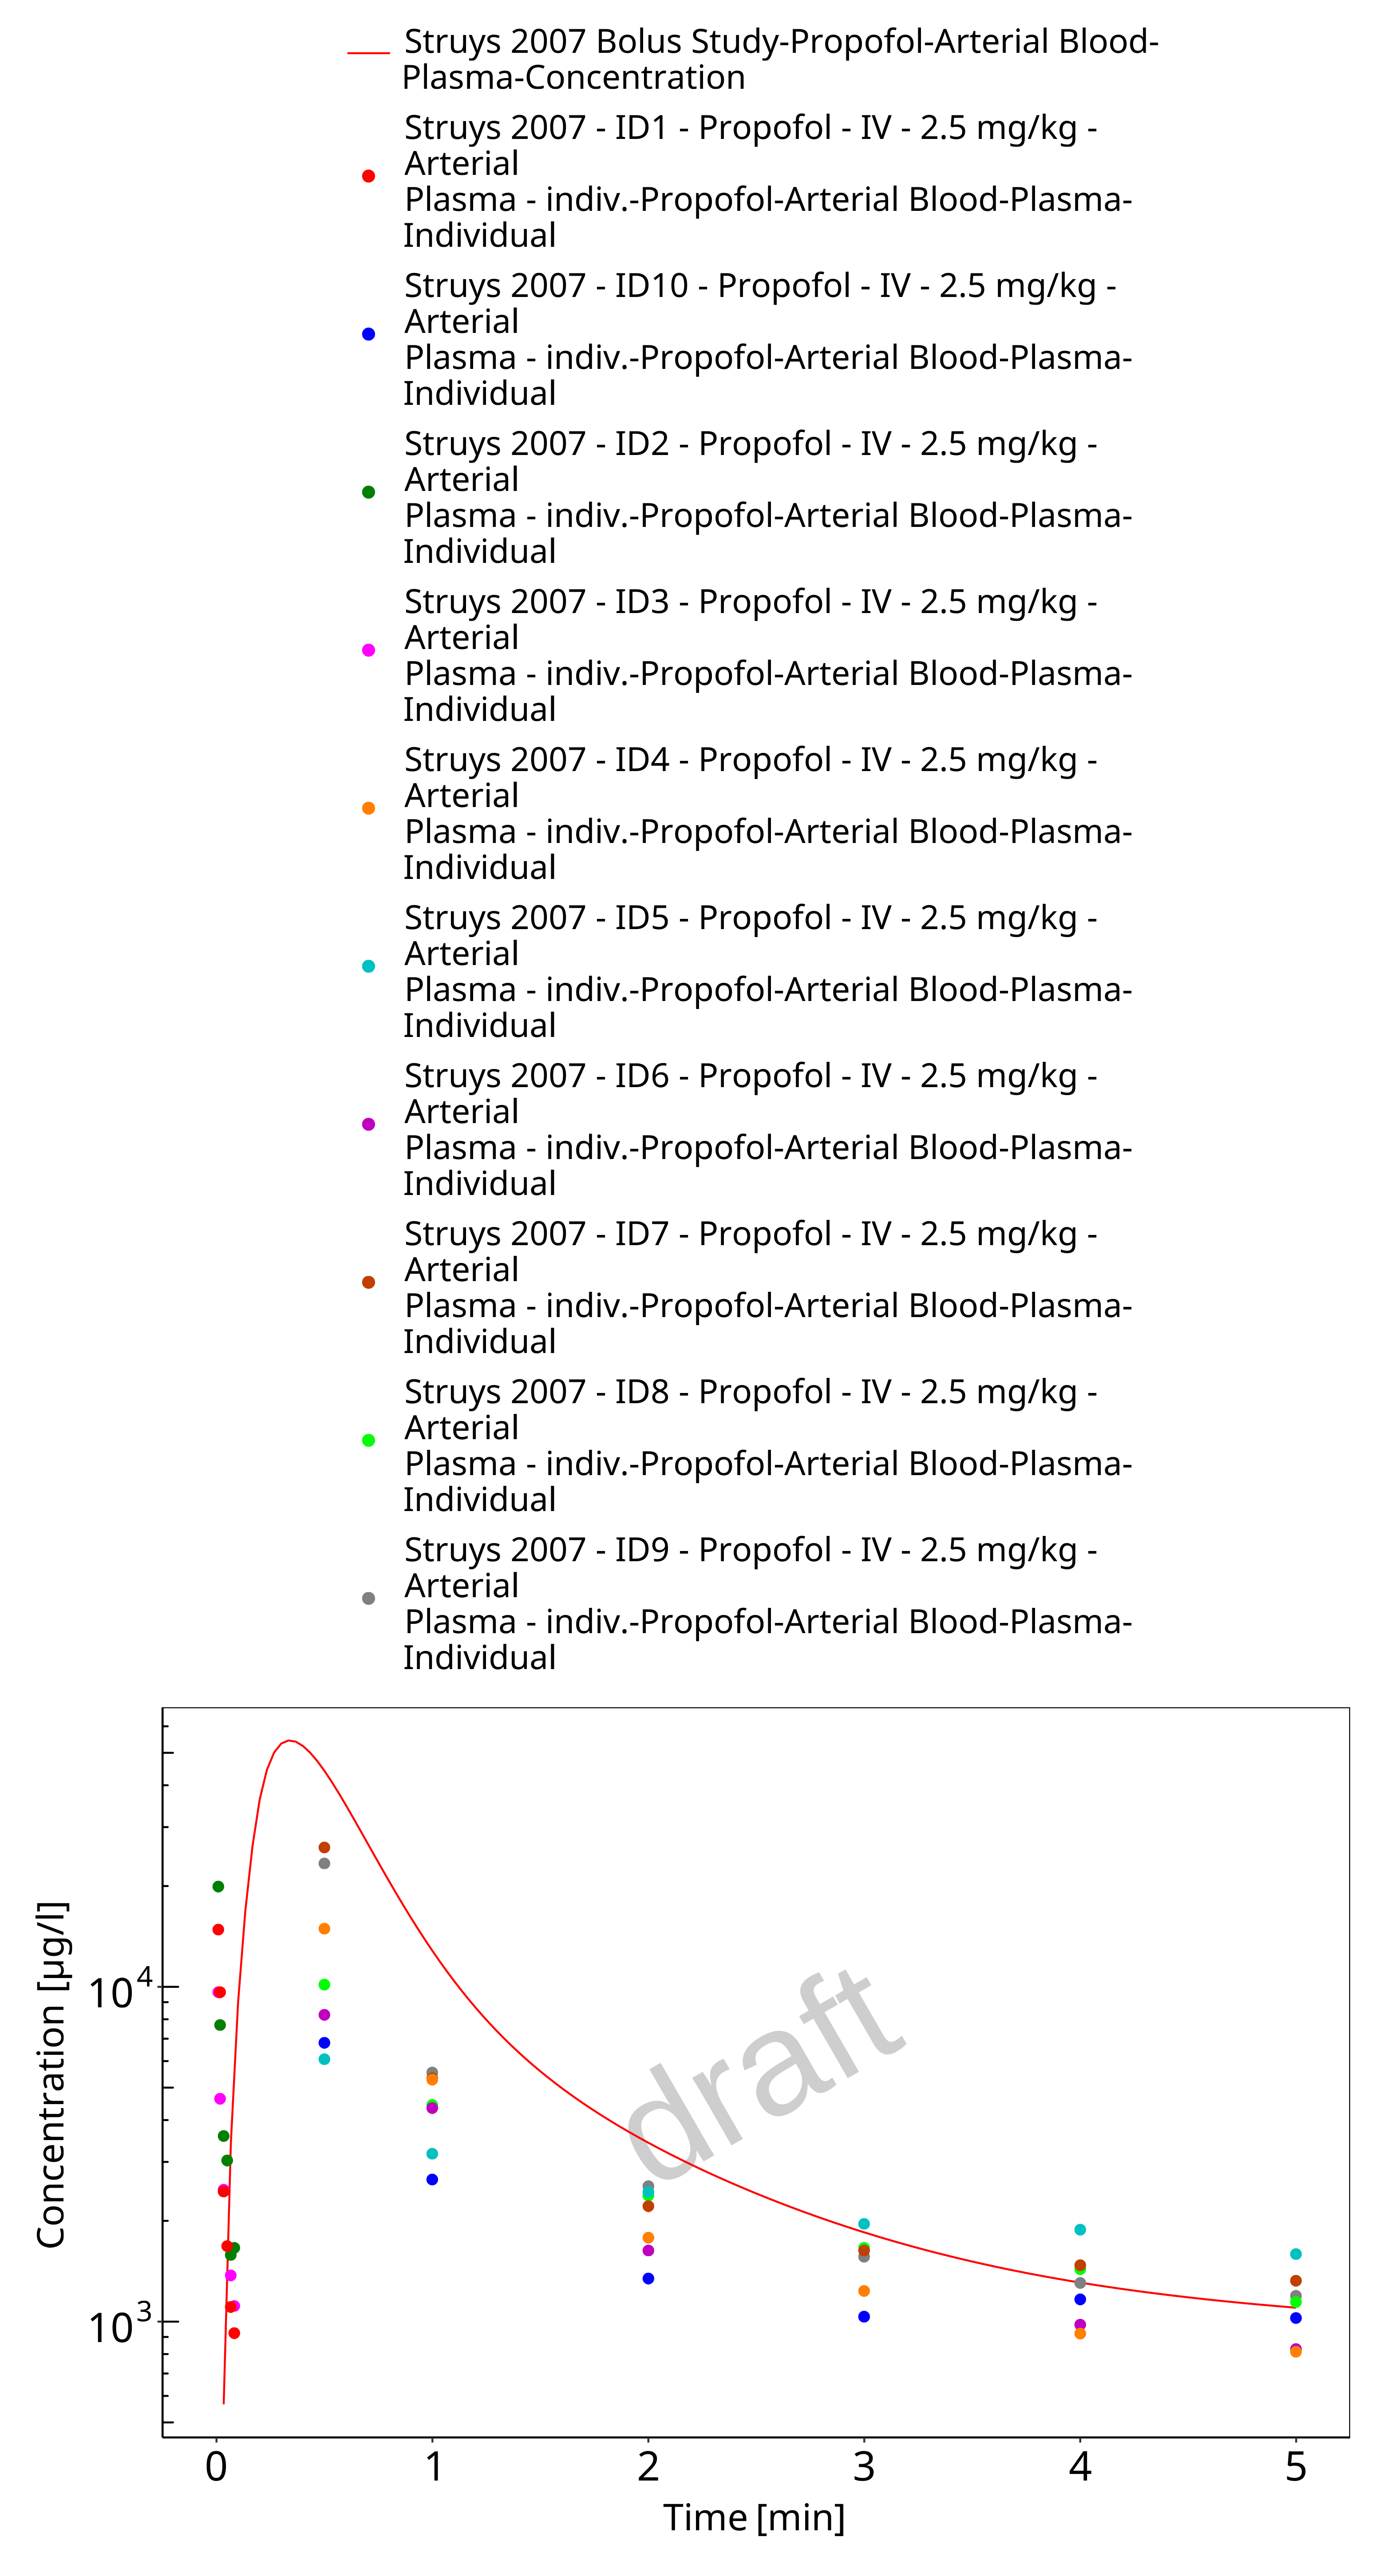 Struys 2007 Bolus Study-Propofol-Arterial Blood-
Plasma-Concentration
Struys 2007 - ID1 - Propofol - IV - 2.5 mg/kg -
Arterial
Plasma - indiv.-Propofol-Arterial Blood-Plasma-
Individual
Struys 2007 - ID10 - Propofol - IV - 2.5 mg/kg -
Arterial
Plasma - indiv.-Propofol-Arterial Blood-Plasma-
Individual
Struys 2007 - ID2 - Propofol - IV - 2.5 mg/kg -
Arterial
Plasma - indiv.-Propofol-Arterial Blood-Plasma-
Individual
Struys 2007 - ID3 - Propofol - IV - 2.5 mg/kg -
Arterial
Plasma - indiv.-Propofol-Arterial Blood-Plasma-
Individual
Struys 2007 - ID4 - Propofol - IV - 2.5 mg/kg -
Arterial
Plasma - indiv.-Propofol-Arterial Blood-Plasma-
Individual
Struys 2007 - ID5 - Propofol - IV - 2.5 mg/kg -
Arterial
Plasma - indiv.-Propofol-Arterial Blood-Plasma-
Individual
Struys 2007 - ID6 - Propofol - IV - 2.5 mg/kg -
Arterial
Plasma - indiv.-Propofol-Arterial Blood-Plasma-
Individual
Struys 2007 - ID7 - Propofol - IV - 2.5 mg/kg -
Arterial
Plasma - indiv.-Propofol-Arterial Blood-Plasma-
Individual
Struys 2007 - ID8 - Propofol - IV - 2.5 mg/kg -
Arterial
Plasma - indiv.-Propofol-Arterial Blood-Plasma-
Individual
Struys 2007 - ID9 - Propofol - IV - 2.5 mg/kg -
Arterial
Plasma - indiv.-Propofol-Arterial Blood-Plasma-
Individual
Concentration [µg/l]
10⁴
10³
draft
0 1 2 3 4 5
Time [min]